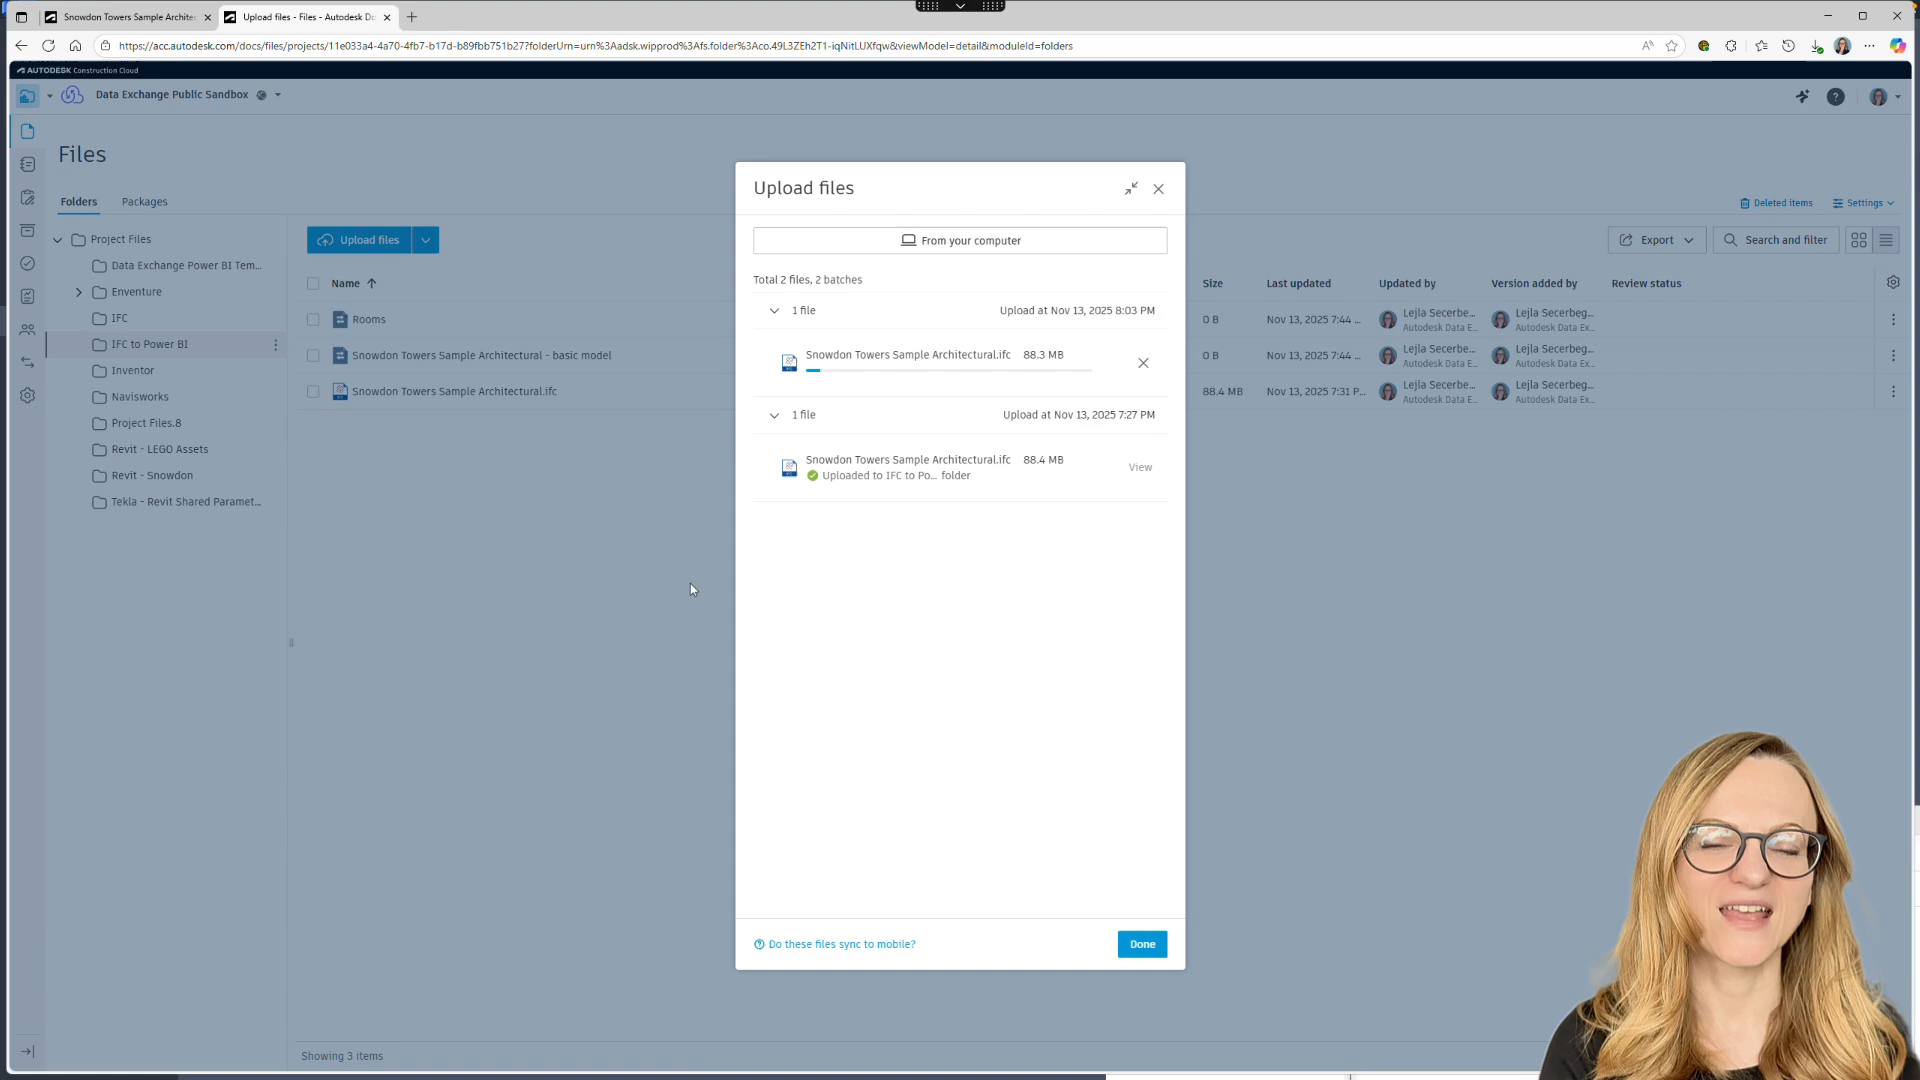 Snowdon Towers Sample Archite
Upload files - Files - Autodesk Do
https://acc.autodesk.com/docs/files/projects/11e033a4-4a70-4fb7-b17d-b89fbb751b27?folderUrn=urn%3Aadsk.wipprod%3Afs.folder%3Aco.49L3ZEh2T1-iqNitLUXfqw&viewModel=detail&moduleId=folders
AUTODESK Construction Cloud
Data Exchange Public Sandbox
Files
Folders
Packages
Deleted items
Settings
Project Files
Data Exchange Power BI Tem...
Enventure
IFC
IFC to Power BI
Inventor
Navisworks
Project Files.8
Revit - LEGO Assets
Revit - Snowdon
Tekla - Revit Shared Paramet...
Upload files
Export
Search and filter
Name
Size
Last updated
Updated by
Version added by
Review status
Rooms
0 B
Nov 13, 2025 7:44 ...
Lejla Secerbe...
Autodesk Data E...
Lejla Secerbeg...
Autodesk Data Ex...
Snowdon Towers Sample Architectural - basic model
0 B
Nov 13, 2025 7:44 ...
Lejla Secerbe...
Autodesk Data E...
Lejla Secerbeg...
Autodesk Data Ex...
Snowdon Towers Sample Architectural.ifc
88.4 MB
Nov 13, 2025 7:31 P...
Lejla Secerbe...
Autodesk Data E...
Lejla Secerbeg...
Autodesk Data Ex...
Upload files
From your computer
Total 2 files, 2 batches
1 file
Upload at Nov 13, 2025 8:03 PM
Snowdon Towers Sample Architectural.ifc 88.3 MB
1 file
Upload at Nov 13, 2025 7:27 PM
Snowdon Towers Sample Architectural.ifc 88.4 MB
Uploaded to IFC to Po... folder
View
Do these files sync to mobile?
Done
Showing 3 items